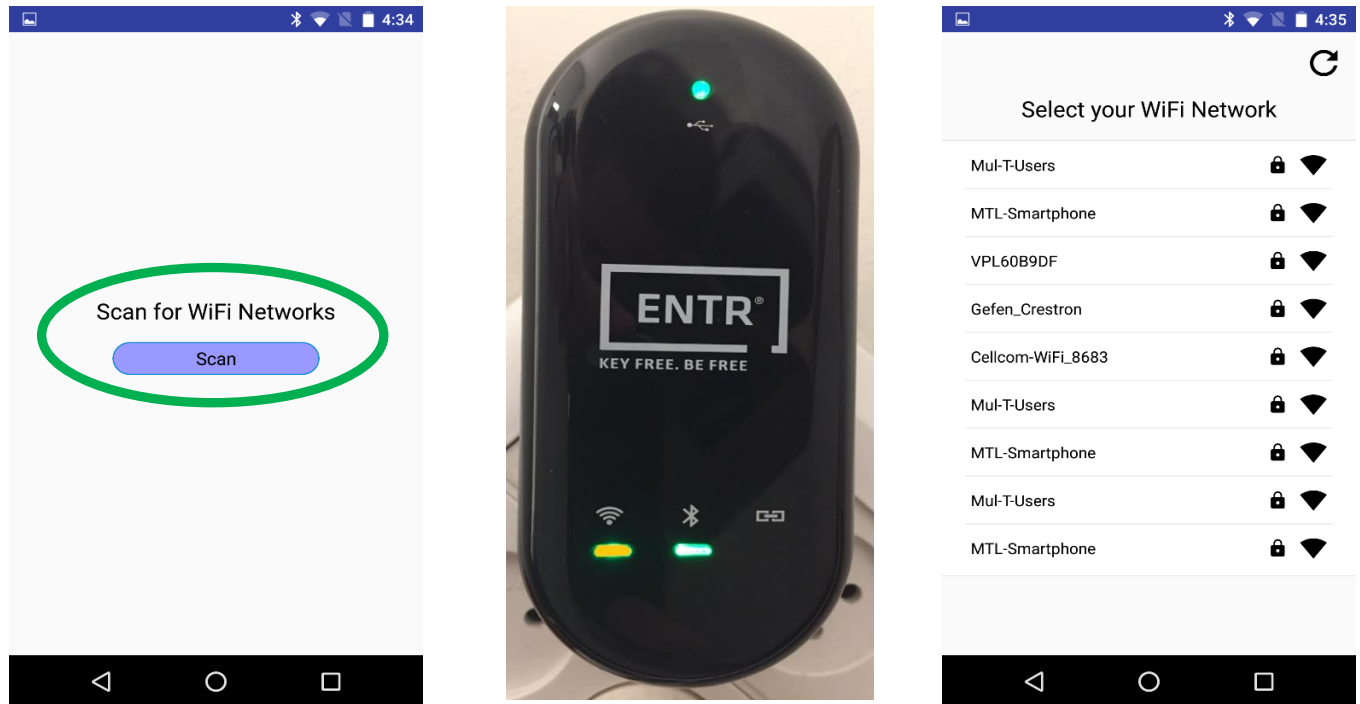 4:34
Scan for WiFi Networks
Scan
ENTR®
KEY FREE. BE FREE
4:35
Select your WiFi Network
Mul-T-Users
MTL-Smartphone
VPL60B9DF
Gefen_Crestron
Cellcom-WiFi_8683
Mul-T-Users
MTL-Smartphone
Mul-T-Users
MTL-Smartphone